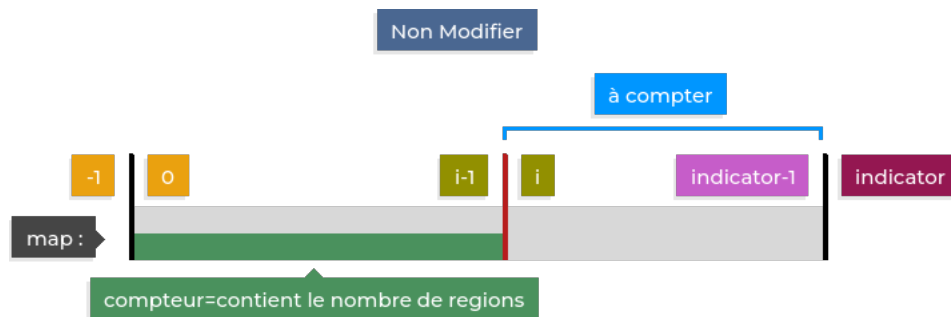 Non Modifier
à compter
-1 0 i-1 i indicator-1 indicator
map :
compteur=contient le nombre de regions